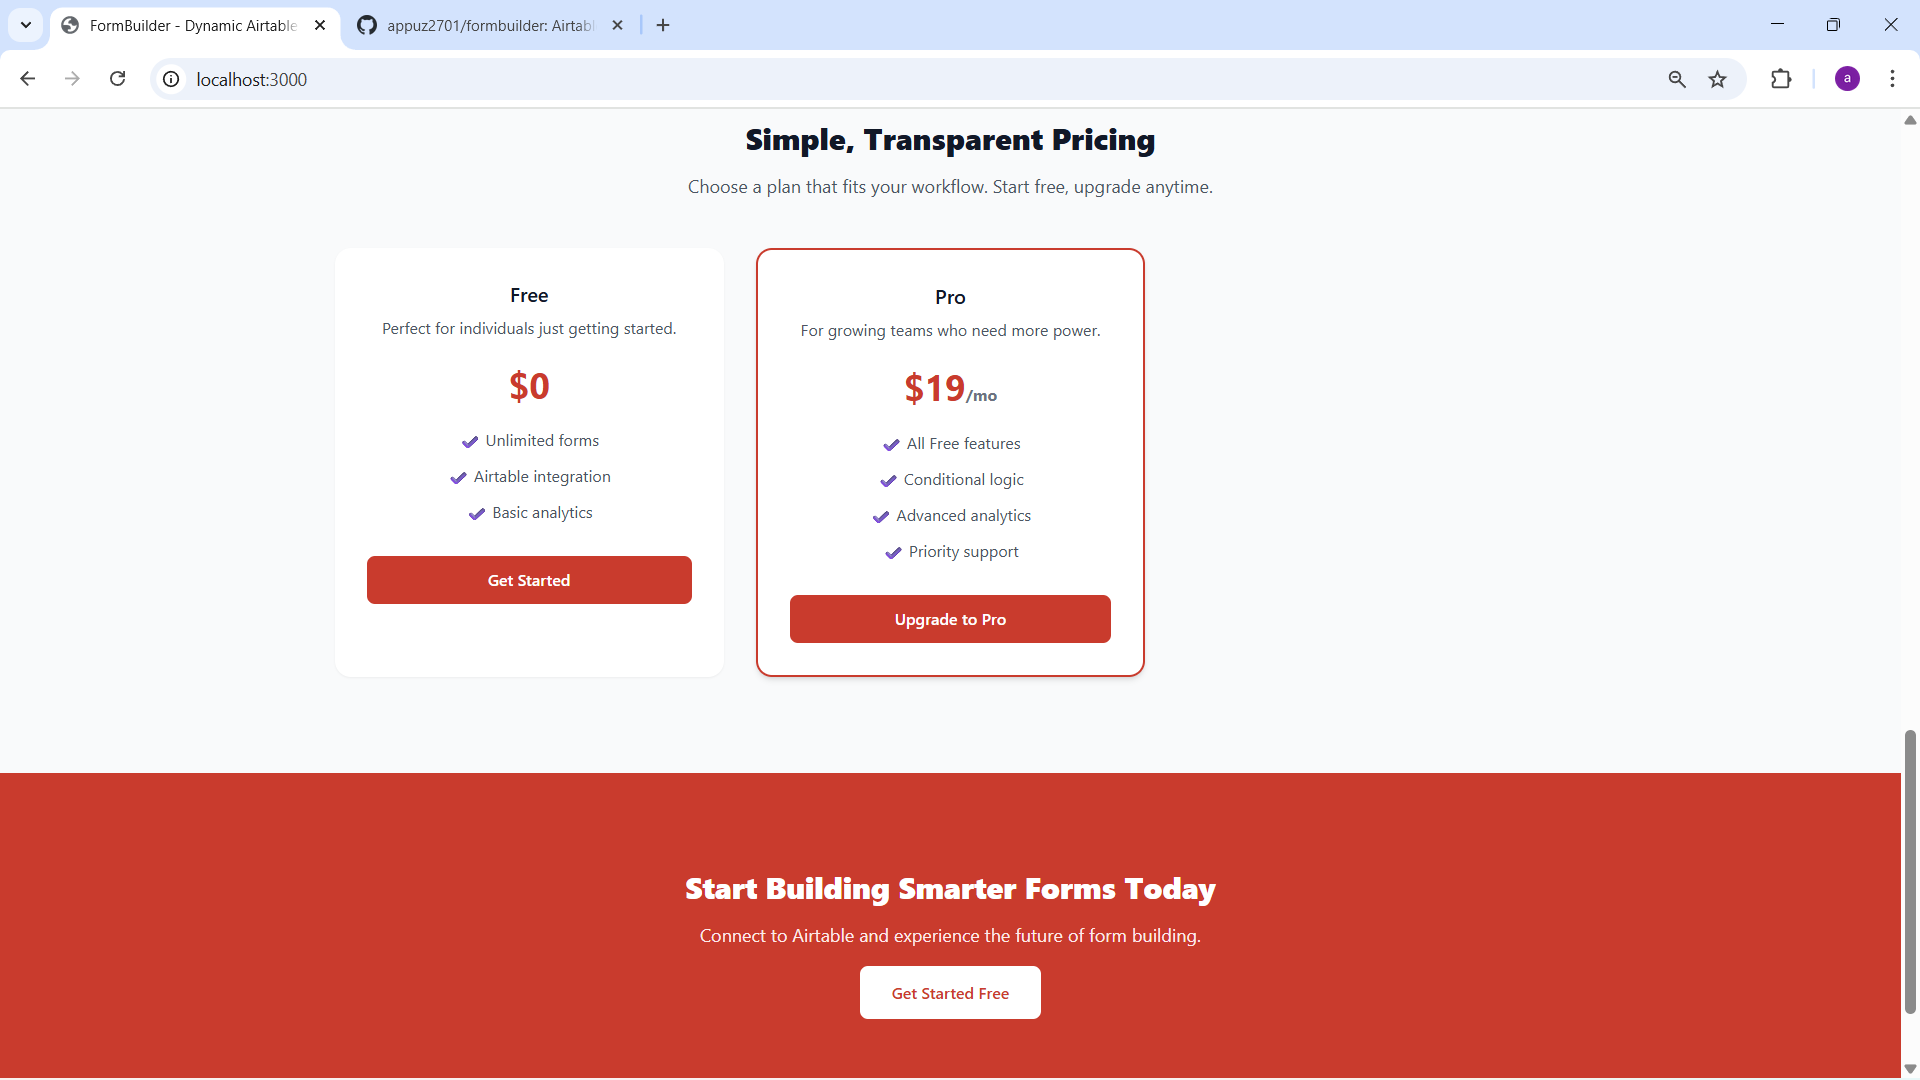 FormBuilder - Dynamic Airtable
appuz2701/formbuilder: Airtabl
localhost:3000
a
Simple, Transparent Pricing
Choose a plan that fits your workflow. Start free, upgrade anytime.
Free
Perfect for individuals just getting started.
$0
Unlimited forms
Airtable integration
Basic analytics
Get Started
Pro
For growing teams who need more power.
$19/mo
All Free features
Conditional logic
Advanced analytics
Priority support
Upgrade to Pro
Start Building Smarter Forms Today
Connect to Airtable and experience the future of form building.
Get Started Free